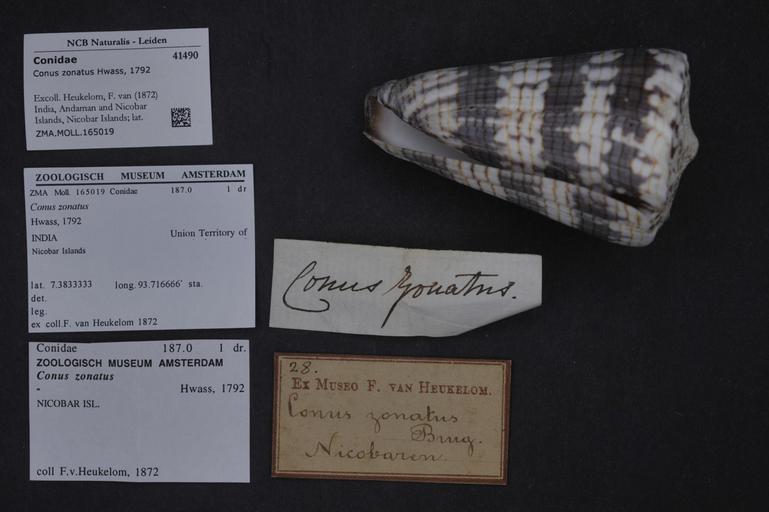 NCB Naturalis - Leiden
Conidae 41490
Conus zonatus Hwass, 1792
Excoll. Heukelom, F. van (1872)
India, Andaman and Nicobar
Islands, Nicobar Islands; lat.
ZMA.MOLL.165019
ZOOLOGISCH MUSEUM AMSTERDAM
ZMA Moll. 165019 Conidae 187.0 1 dr
Conus zonatus
Hwass, 1792
INDIA Union Territory of
Nicobar Islands
lat. 7.3833333 long. 93.716666' sta.
det.
leg.
ex coll.F. van Heukelom 1872
Conidae 187.0 1 dr.
ZOOLOGISCH MUSEUM AMSTERDAM
Conus zonatus
- Hwass, 1792
NICOBAR ISL.
coll F.v.Heukelom, 1872
Conus zonatus.
28.
Ex Museo F. van Heukelom.
Conus zonatus
Brug.
Nicobaren